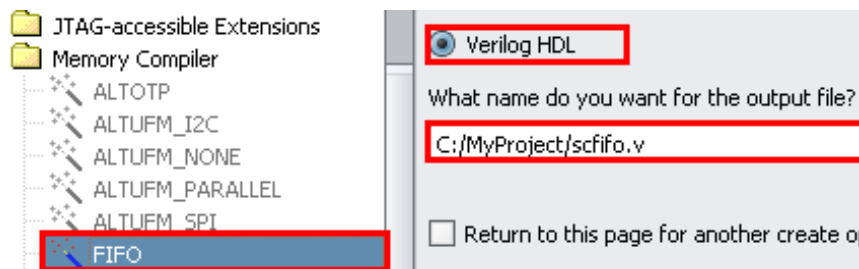 JTAG-accessible Extensions
Memory Compiler
ALTOTP
ALTUFM_I2C
ALTUFM_NONE
ALTUFM_PARALLEL
ALTUFM_SPI
FIFO
Verilog HDL
What name do you want for the output file?
C:/MyProject/scfifo.v
Return to this page for another create